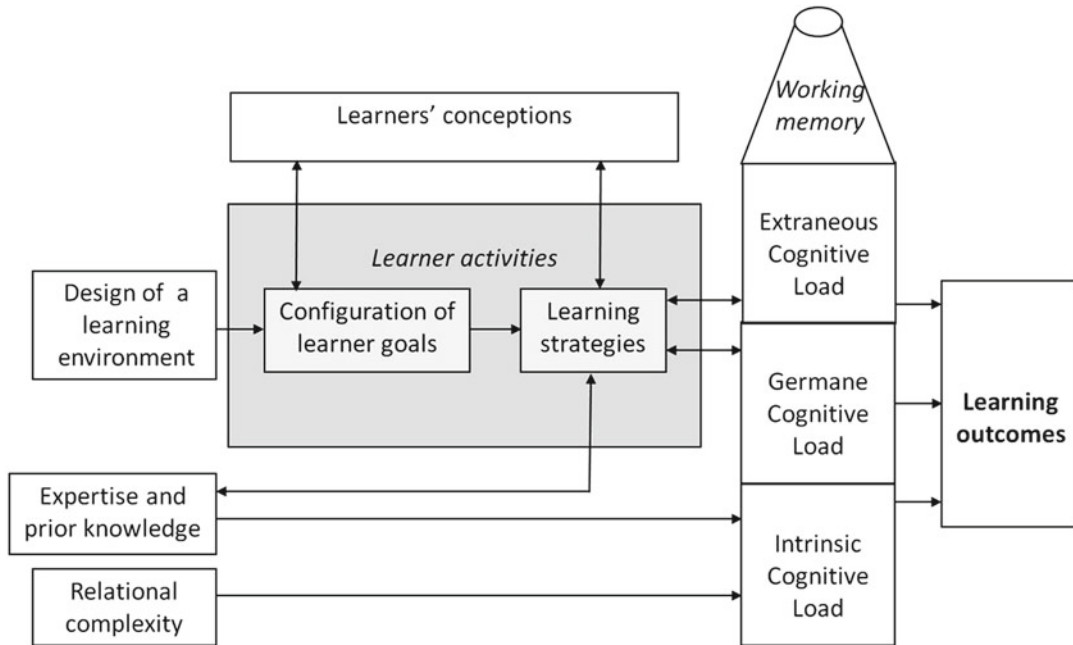 Working
memory
Learners’ conceptions
Extraneous
Cognitive
Load
Learner activities
Design of a
learning
environment
Configuration of
learner goals
Learning
strategies
Germane
Cognitive
Load
Learning
outcomes
Expertise and
prior knowledge
Intrinsic
Cognitive
Load
Relational
complexity